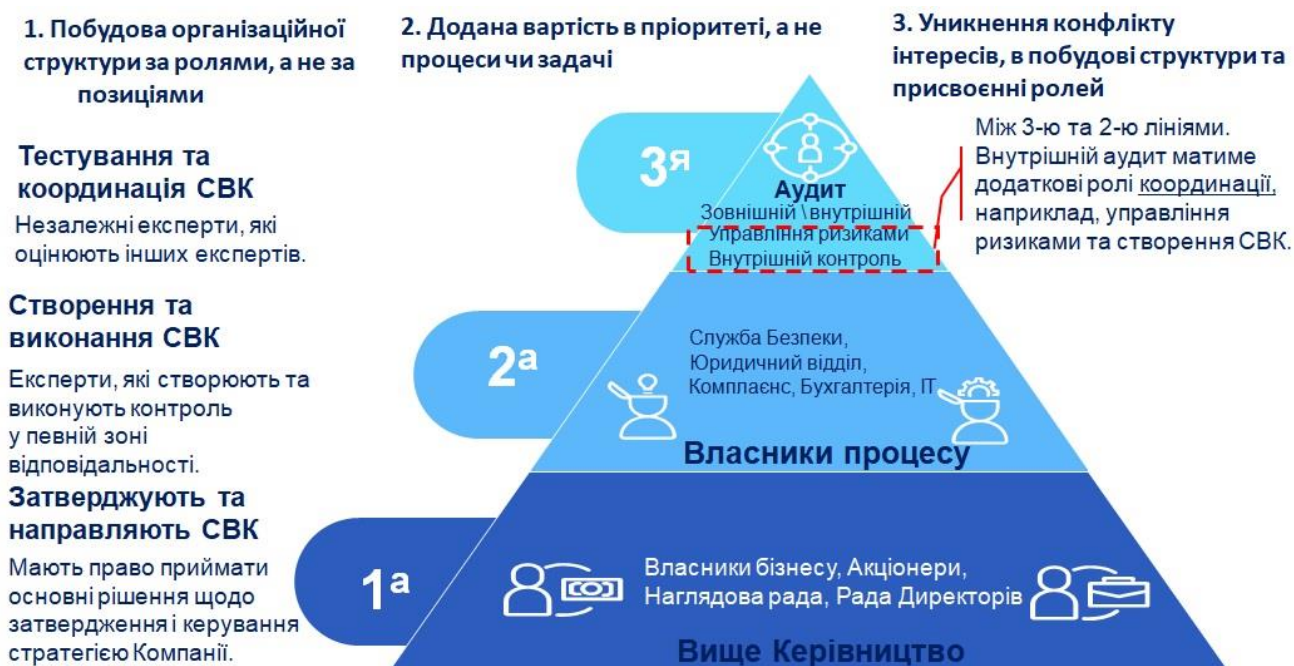 1. Побудова організаційної
структури за ролями, а не за
позиціями
2. Додана вартість в пріоритеті, а не
процеси чи задачі
3. Уникнення конфлікту
інтересів, в побудові структури та
присвоєнні ролей
Між 3-ю та 2-ю лініями.
Внутрішній аудит матиме
додаткові ролі координації,
наприклад, управління
ризиками та створення СВК.
Тестування та
координація СВК
Незалежні експерти, які
оцінюють інших експертів.
3я
Аудит
Зовнішній \ внутрішній
Управління ризиками
Внутрішній контроль
Створення та
виконання СВК
Експерти, які створюють та
виконують контроль
у певній зоні
відповідальності.
2а
Служба Безпеки,
Юридичний відділ,
Комплаєнс, Бухгалтерія, ІТ
Власники процесу
Затверджують та
направляють СВК
Мають право приймати
основні рішення щодо
затвердження і керування
стратегією Компанії.
1а
Власники бізнесу, Акціонери,
Наглядова рада, Рада Директорів
Вище Керівництво